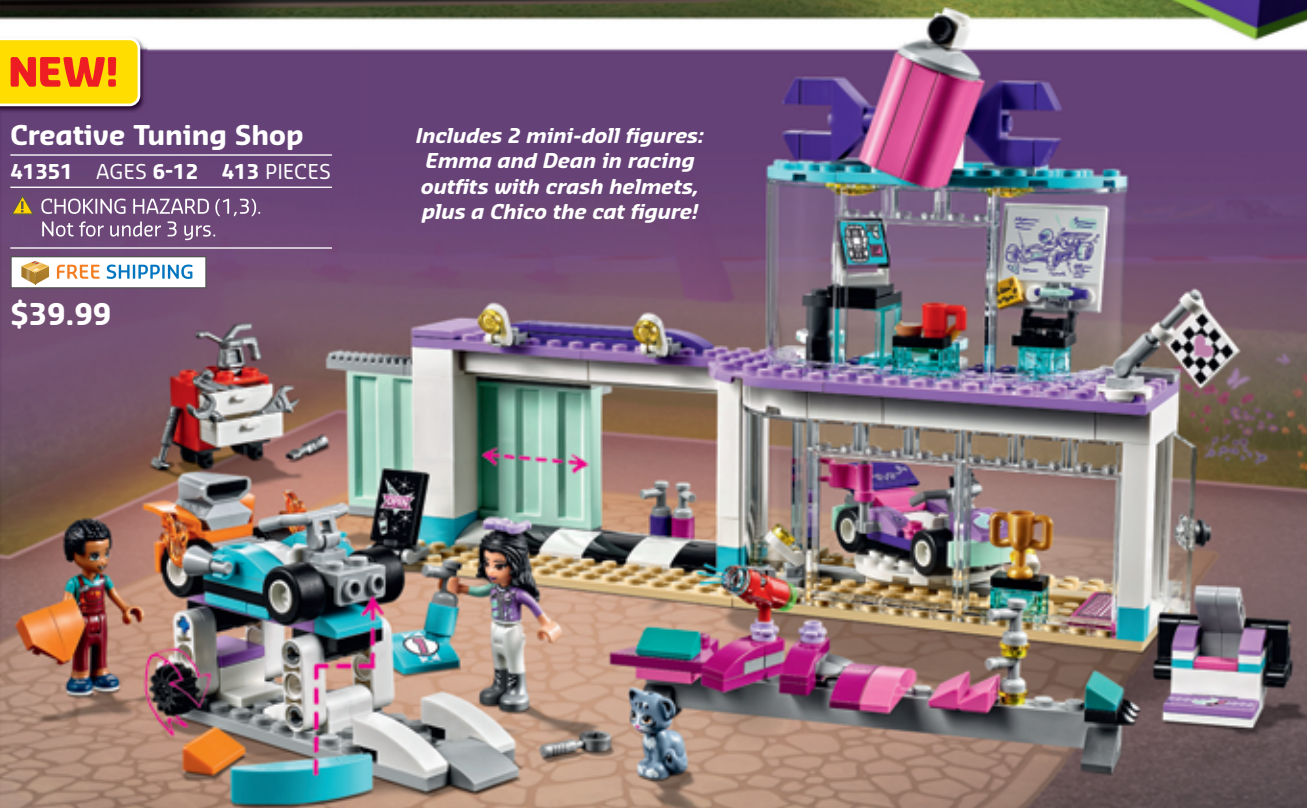 NEW!
Creative Tuning Shop
41351 AGES 6-12 413 PIECES
CHOKING HAZARD (1,3).
Not for under 3 yrs.
FREE SHIPPING
$39.99
Includes 2 mini-doll figures:
Emma and Dean in racing
outfits with crash helmets,
plus a Chico the cat figure!
OPEN